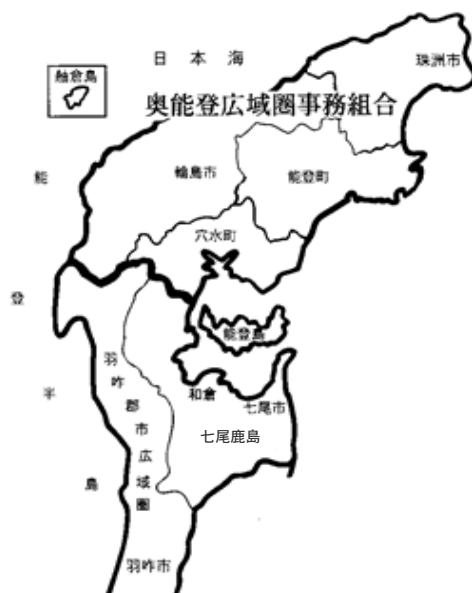 日本海
舳倉島
珠洲市
奥能登広域圏事務組合
輪島市
能登町
能登半島
穴水町
能登島
羽咋郡市広域圏
和倉
七尾市
七尾鹿島
羽咋市